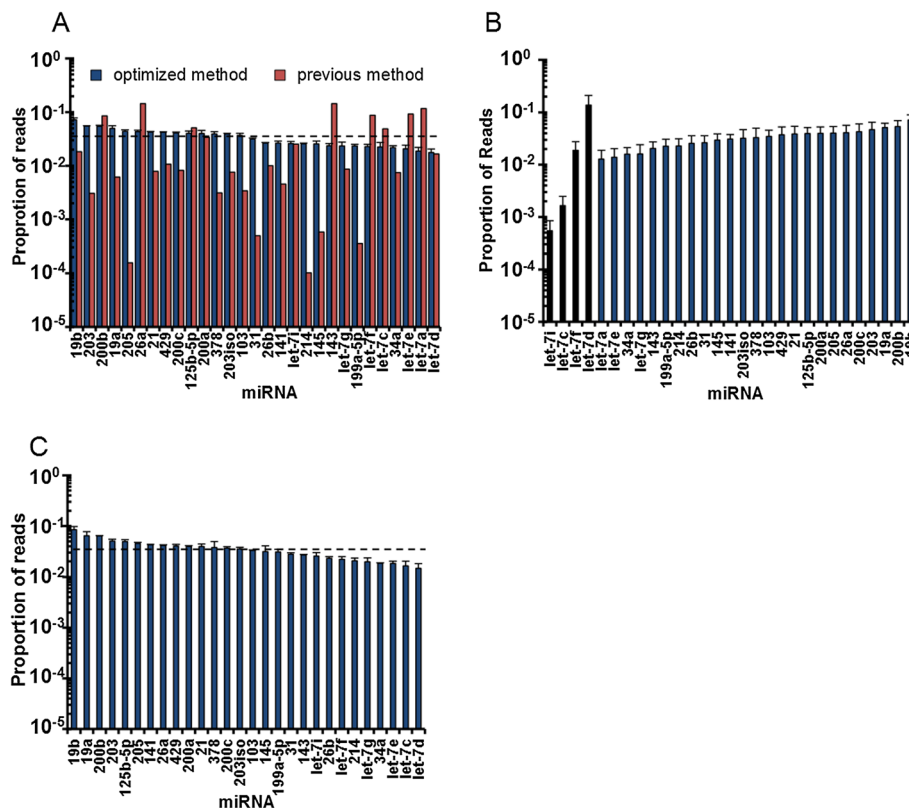 A
Proprotion of reads
10^0
10^-1
10^-2
10^-3
10^-4
10^-5
optimized method
previous method
19b
203
200b
19a
205
26a
21
429
200c
125b-5p
200a
378
203iso
103
31
26b
141
let-7i
214
145
143
let-7g
199a-5p
let-7f
let-7c
34a
let-7e
let-7a
let-7d
miRNA
B
Proportion of Reads
10^0
10^-1
10^-2
10^-3
10^-4
10^-5
let-7i
let-7c
let-7f
let-7d
let-7a
let-7e
34a
let-7g
143
199a-5p
214
26b
31
145
141
203iso
378
103
429
21
125b-5p
200a
205
26a
200c
203
19a
200b
miRNA
C
Proportion of reads
10^0
10^-1
10^-2
10^-3
10^-4
10^-5
19b
19a
200b
203
125b-5p
205
141
26a
429
200a
21
378
200c
203iso
103
145
199a-5p
31
143
let-7i
26b
let-7f
214
let-7g
34a
let-7e
let-7c
let-7d
miRNA